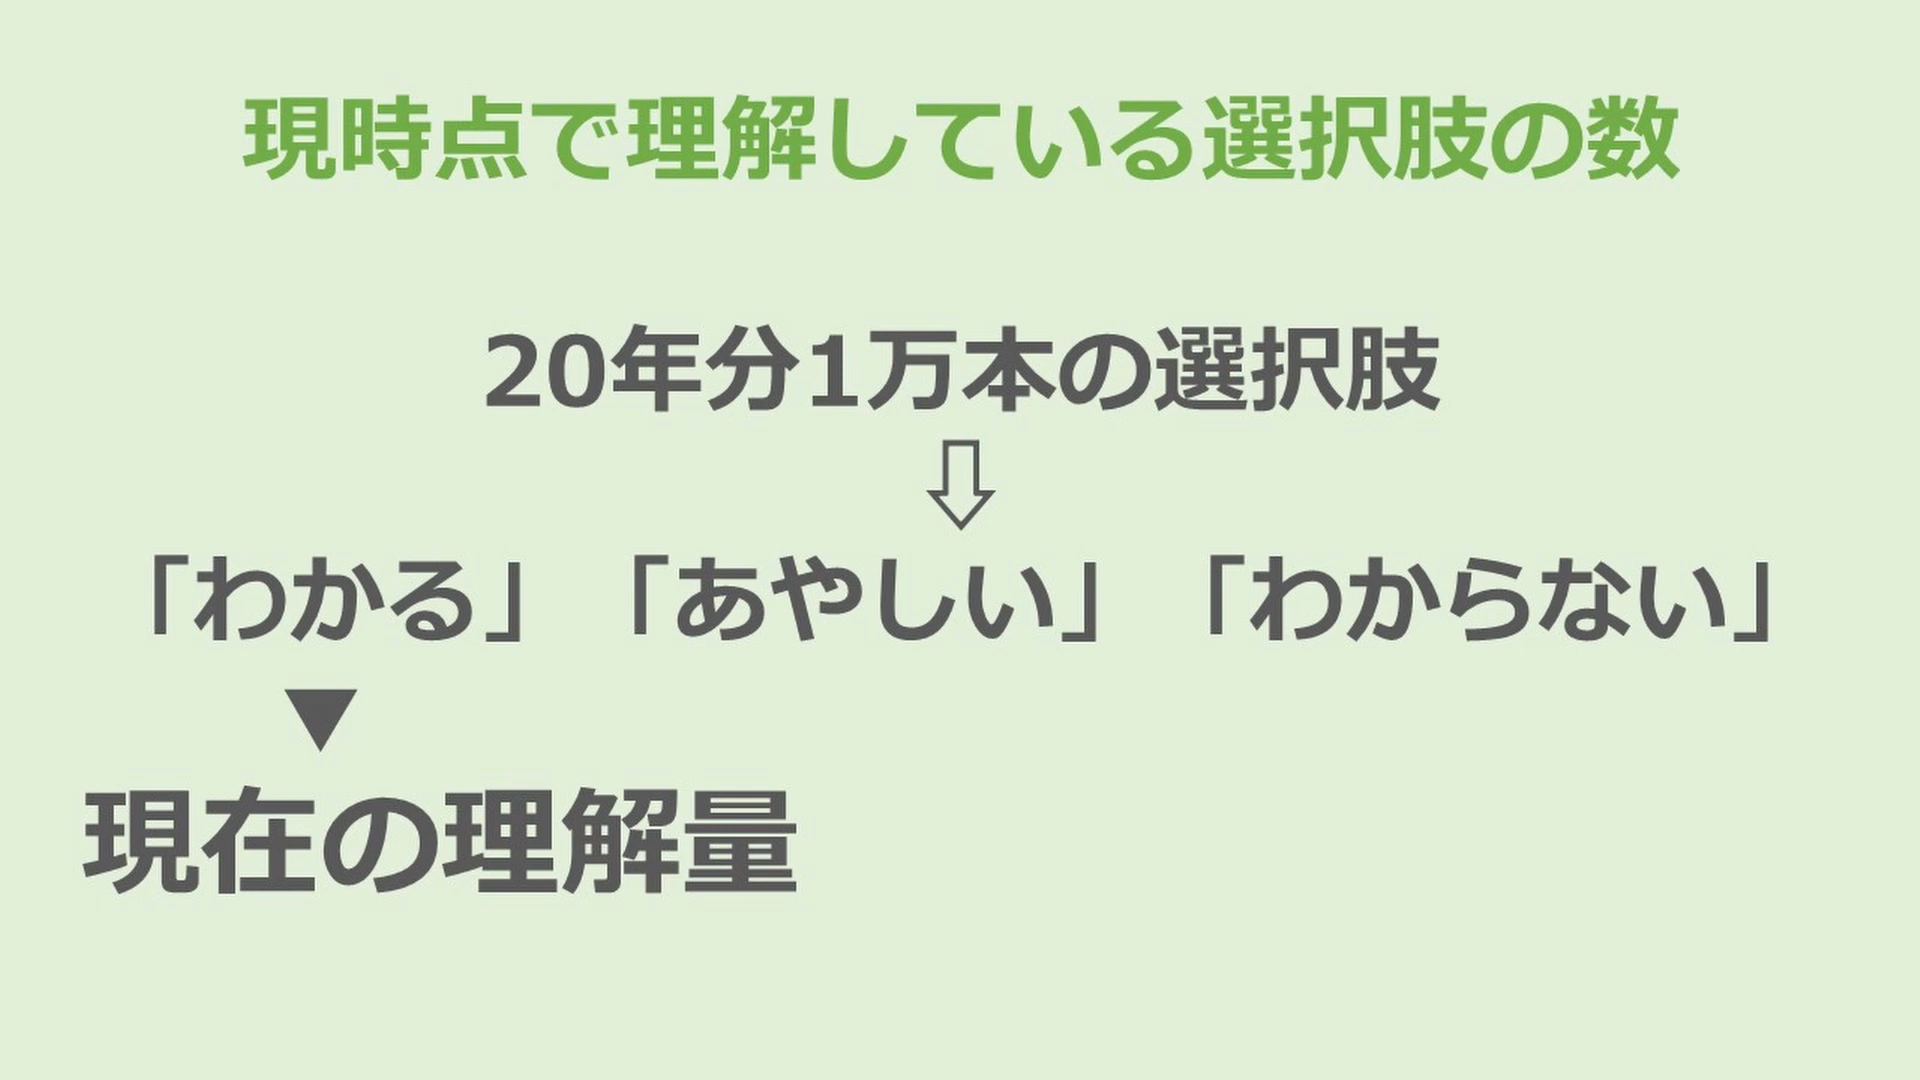 現時点で理解している選択肢の数
20年分1万本の選択肢
⇩
「わかる」「あやしい」「わからない」
▼
現在の理解量